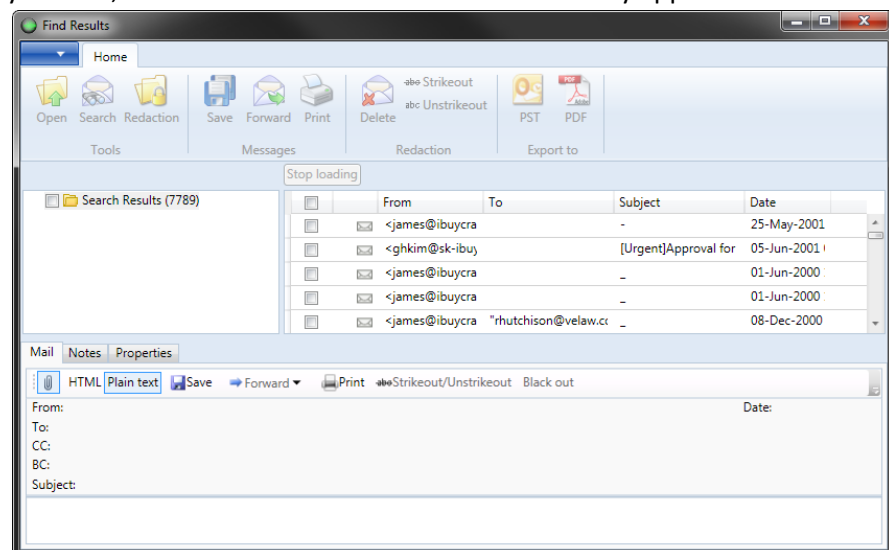 Find Results
Home
abc Strikeout
abc Unstrikeout
Open Search Redaction Save Forward Print Delete PST PDF
Tools Messages Redaction Export to
Stop loading
Search Results (7789)
From To Subject Date
<james@ibuycra - 25-May-2001
<ghkim@sk-ibuy [Urgent]Approval for 05-Jun-2001
<james@ibuycra _ 01-Jun-2000
<james@ibuycra _ 01-Jun-2000
<james@ibuycra "rhutchison@velaw.cc _ 08-Dec-2000
Mail Notes Properties
HTML Plain text Save Forward Print abc Strikeout/Unstrikeout Black out
From: Date:
To:
CC:
BC:
Subject: